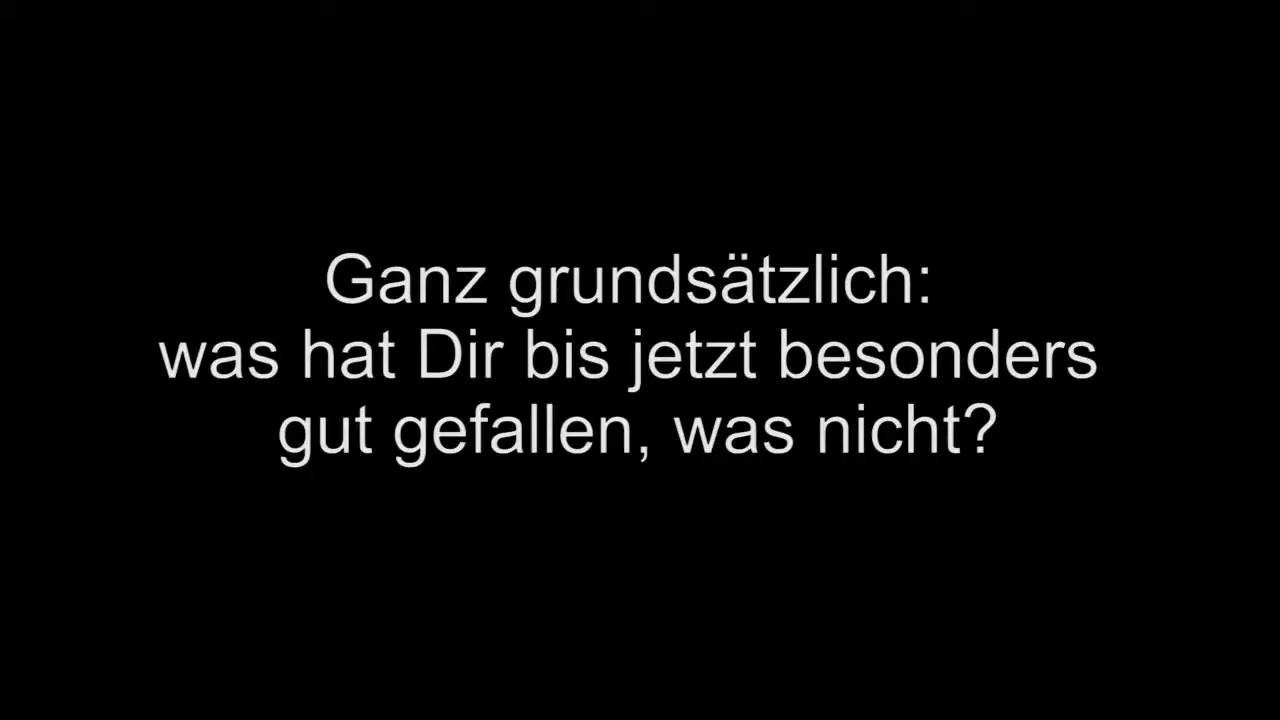 Ganz grundsätzlich:
was hat Dir bis jetzt besonders
gut gefallen, was nicht?